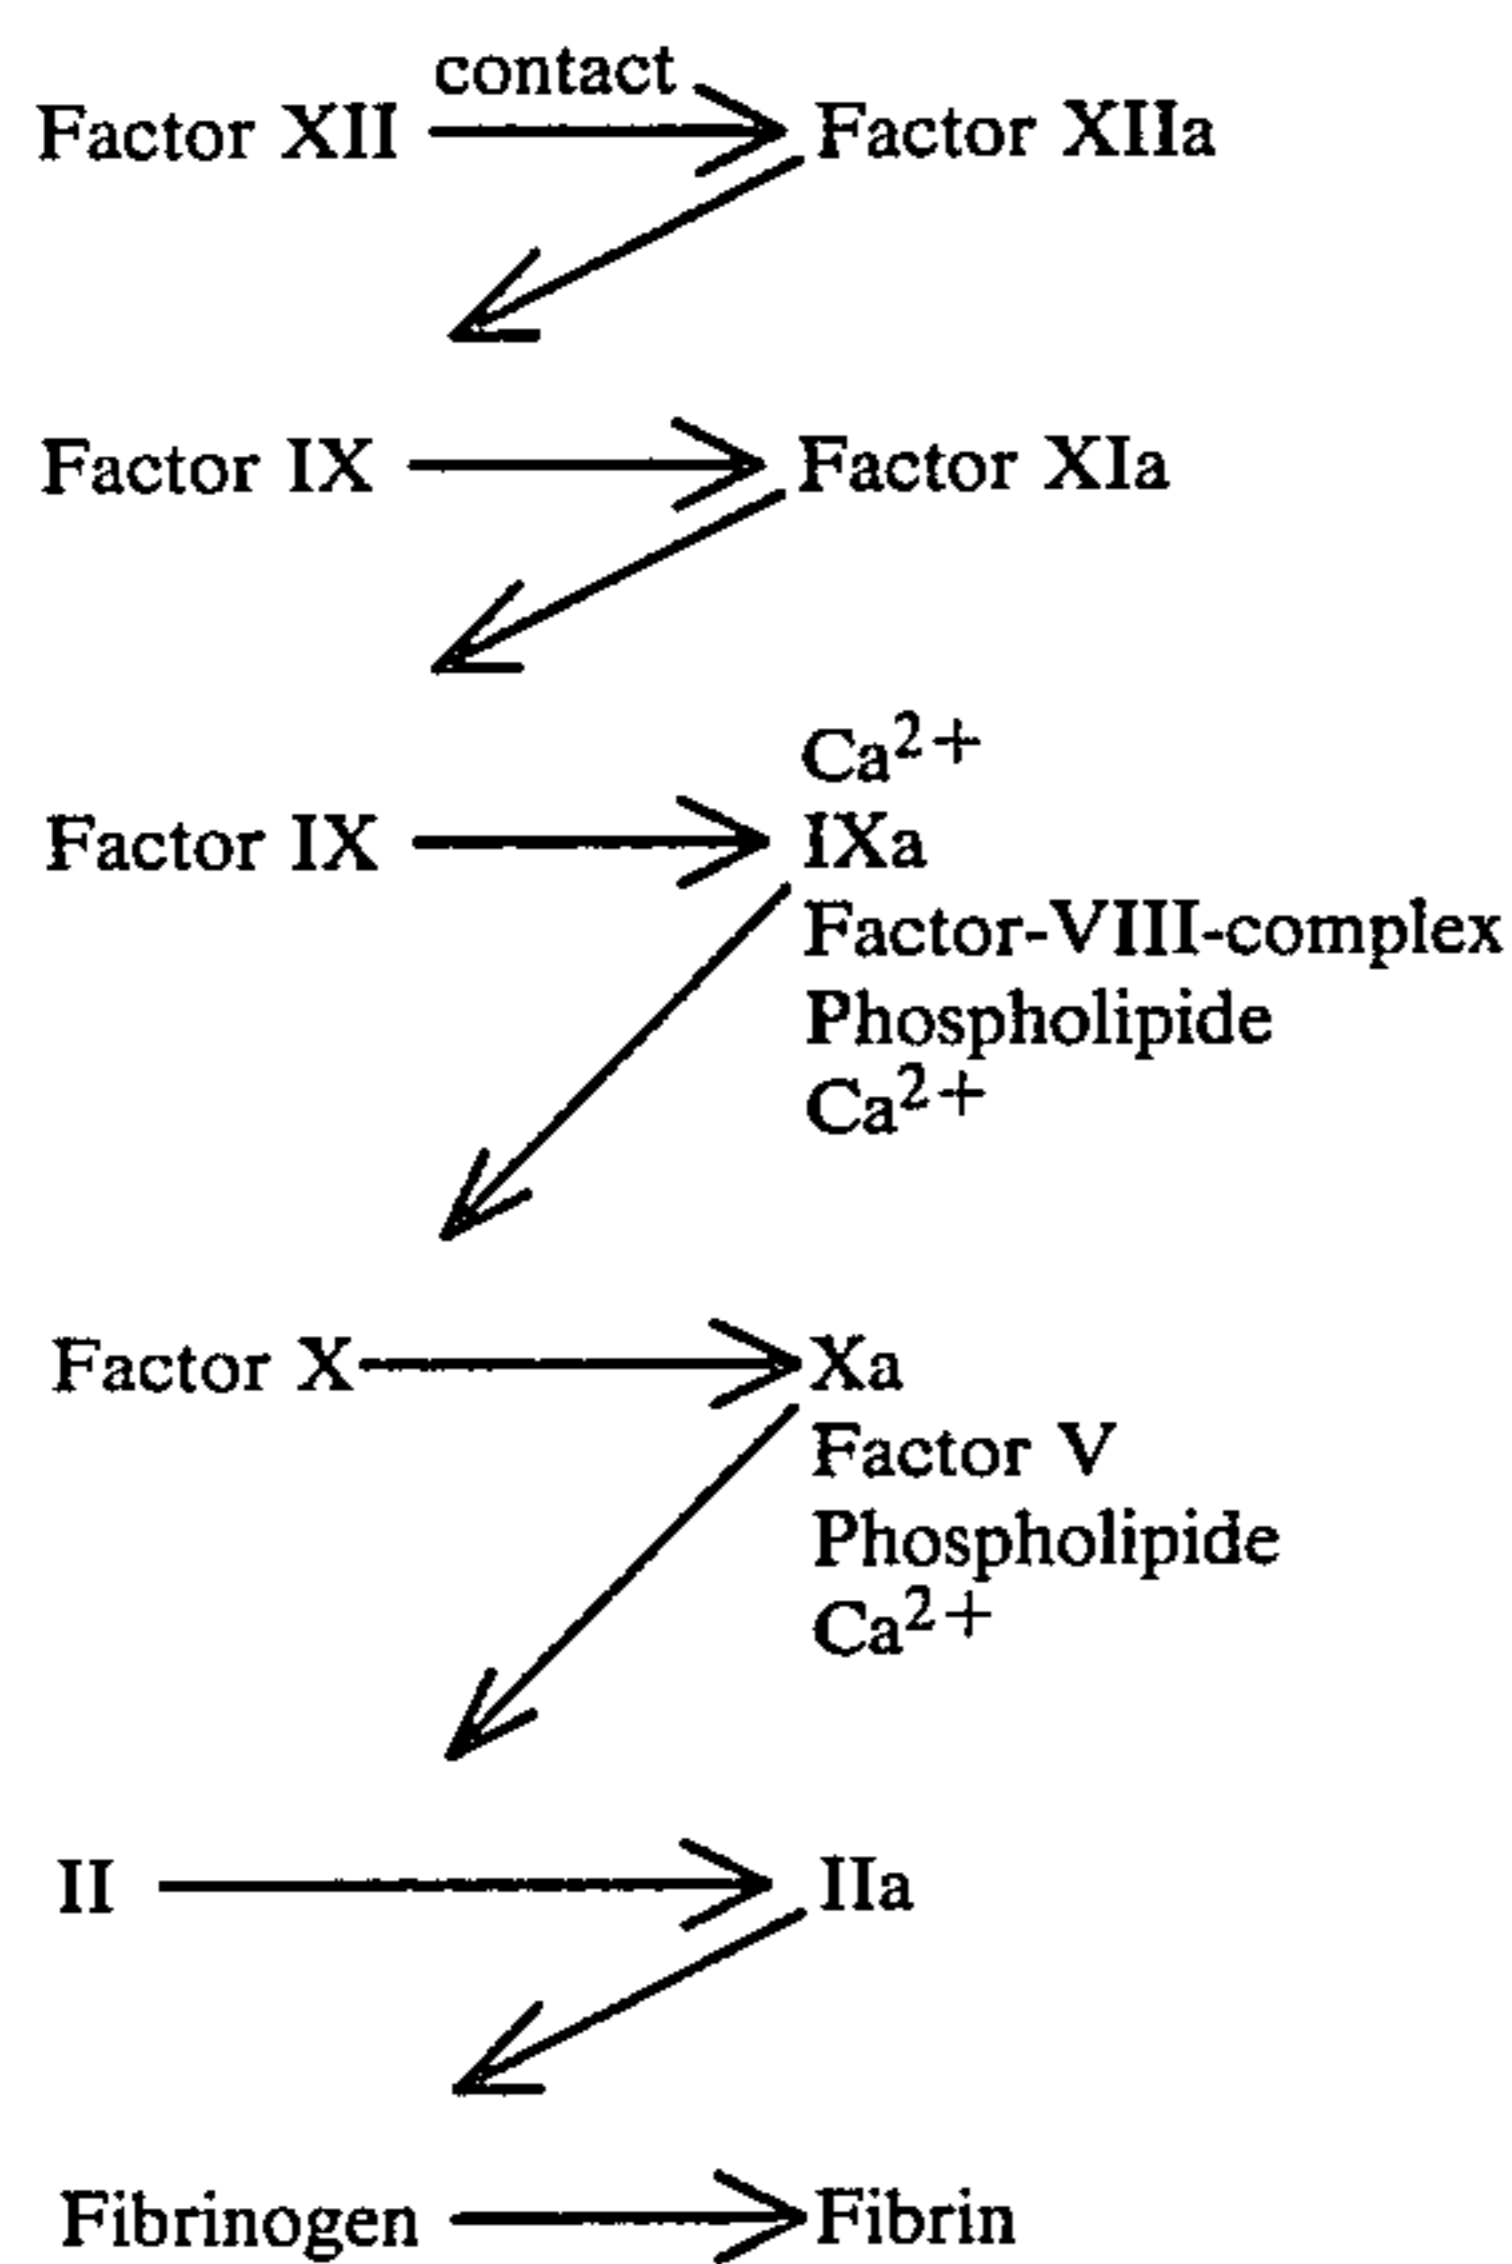 contact
Factor XII Factor XIIa
Factor IX Factor XIa
Ca²⁺
Factor IX IXa
Factor-VIII-complex
Phospholipide
Ca²⁺
Factor X Xa
Factor V
Phospholipide
Ca²⁺
II IIa
Fibrinogen Fibrin